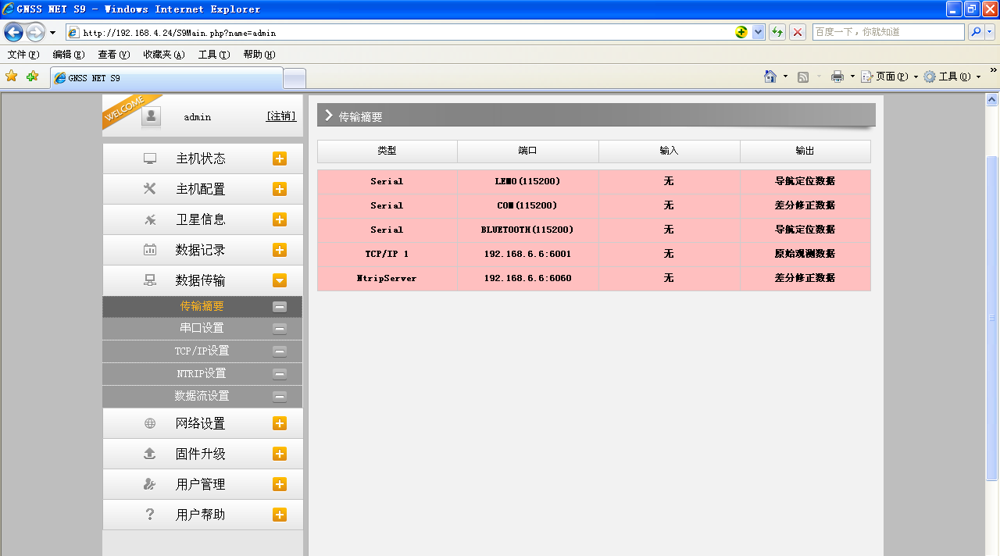 GNSS NET S9 - Windows Internet Explorer
http://192.168.4.24/S9Main.php?name=admin
百度一下，你就知道
文件(F) 编辑(E) 查看(V) 收藏夹(A) 工具(T) 帮助(H)
GNSS NET S9
页面(P) 工具(O)
WELCOME
admin
[注销]
主机状态
主机配置
卫星信息
数据记录
数据传输
传输摘要
串口设置
TCP/IP设置
NTRIP设置
数据流设置
网络设置
固件升级
用户管理
用户帮助
传输摘要
类型 端口 输入 输出
Serial LEMO(115200) 无 导航定位数据
Serial COM(115200) 无 差分修正数据
Serial BLUETOOTH(115200) 无 导航定位数据
TCP/IP 1 192.168.6.6:6001 无 原始观测数据
NtripServer 192.168.6.6:6060 无 差分修正数据